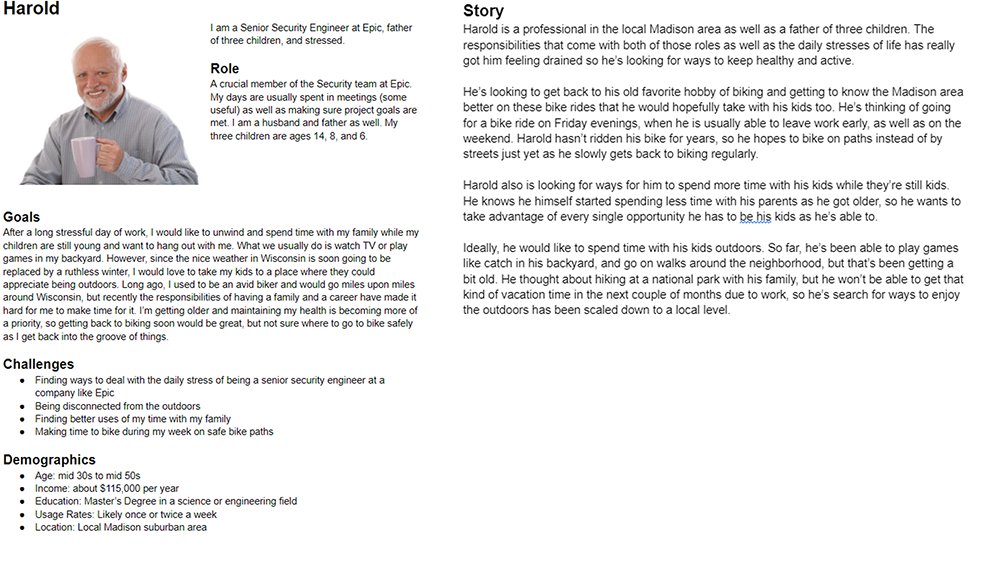 Harold
I am a Senior Security Engineer at Epic, father
of three children, and stressed.
Role
A crucial member of the Security team at Epic.
My days are usually spent in meetings (some
useful) as well as making sure project goals are
met. I am a husband and father as well. My
three children are ages 14, 8, and 6.
Goals
After a long stressful day of work, I would like to unwind and spend time with my family while my
children are still young and want to hang out with me. What we usually do is watch TV or play
games in my backyard. However, since the nice weather in Wisconsin is soon going to be
replaced by a ruthless winter, I would love to take my kids to a place where they could
appreciate being outdoors. Long ago, I used to be an avid biker and would go miles upon miles
around Wisconsin, but recently the responsibilities of having a family and a career have made it
hard for me to make time for it. I'm getting older and maintaining my health is becoming more of
a priority, so getting back to biking soon would be great, but not sure where to go to bike safely
as I get back into the groove of things.
Challenges
● Finding ways to deal with the daily stress of being a senior security engineer at a
company like Epic
● Being disconnected from the outdoors
● Finding better uses of my time with my family
● Making time to bike during my week on safe bike paths
Demographics
● Age: mid 30s to mid 50s
● Income: about $115,000 per year
● Education: Master's Degree in a science or engineering field
● Usage Rates: Likely once or twice a week
● Location: Local Madison suburban area
Story
Harold is a professional in the local Madison area as well as a father of three children. The
responsibilities that come with both of those roles as well as the daily stresses of life has really
got him feeling drained so he's looking for ways to keep healthy and active.
He's looking to get back to his old favorite hobby of biking and getting to know the Madison area
better on these bike rides that he would hopefully take with his kids too. He's thinking of going
for a bike ride on Friday evenings, when he is usually able to leave work early, as well as on the
weekend. Harold hasn't ridden his bike for years, so he hopes to bike on paths instead of by
streets just yet as he slowly gets back to biking regularly.
Harold also is looking for ways for him to spend more time with his kids while they're still kids.
He knows he himself started spending less time with his parents as he got older, so he wants to
take advantage of every single opportunity he has to be his kids as he's able to.
Ideally, he would like to spend time with his kids outdoors. So far, he's been able to play games
like catch in his backyard, and go on walks around the neighborhood, but that's been getting a
bit old. He thought about hiking at a national park with his family, but he won't be able to get that
kind of vacation time in the next couple of months due to work, so he's search for ways to enjoy
the outdoors has been scaled down to a local level.